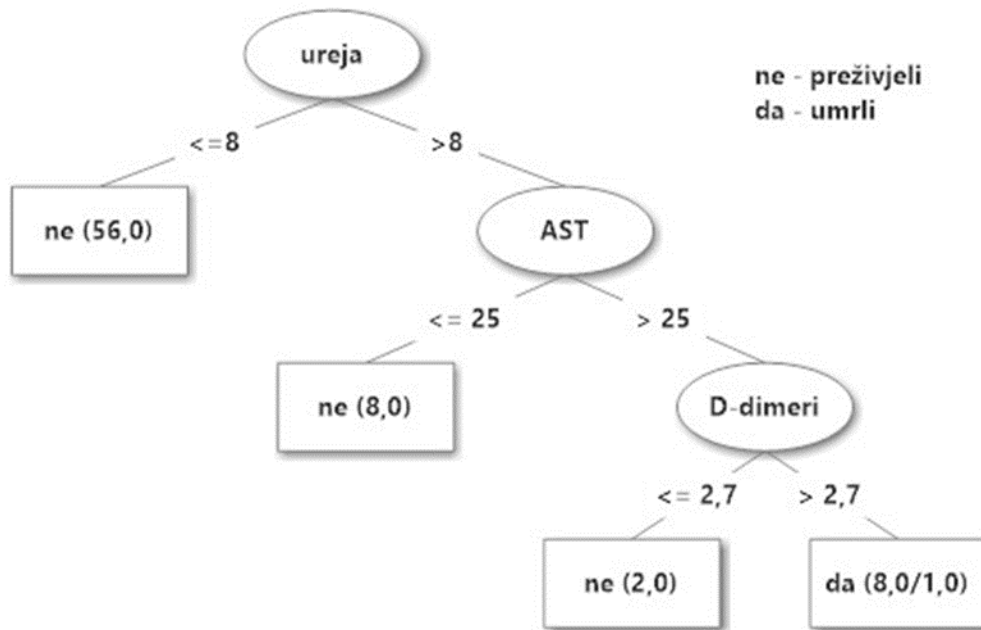 ureja
ne - preživjeli
da - umrli
<=8
>8
ne (56,0)
AST
<= 25
> 25
ne (8,0)
D-dimeri
<= 2,7
> 2,7
ne (2,0)
da (8,0/1,0)